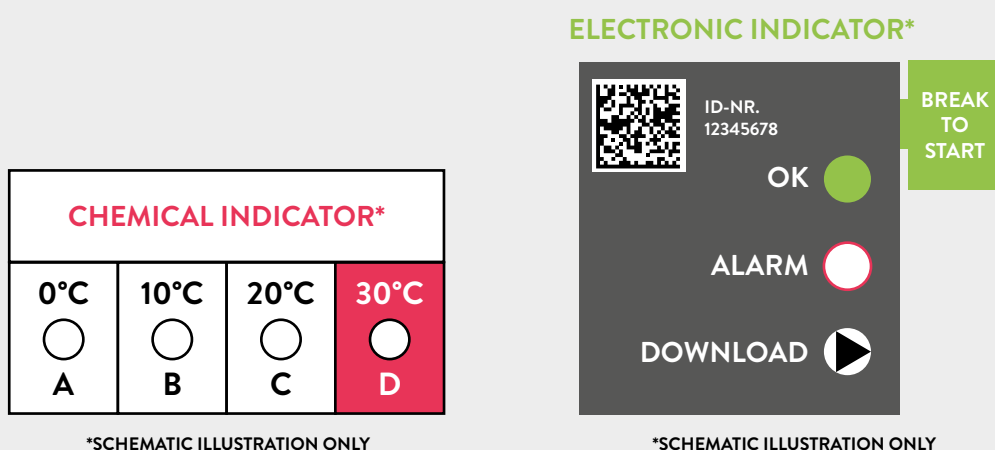 CHEMICAL INDICATOR*
0°C 10°C 20°C 30°C
A B C D
*SCHEMATIC ILLUSTRATION ONLY
ELECTRONIC INDICATOR*
ID-NR.
12345678
OK
ALARM
DOWNLOAD
BREAK
TO
START
*SCHEMATIC ILLUSTRATION ONLY